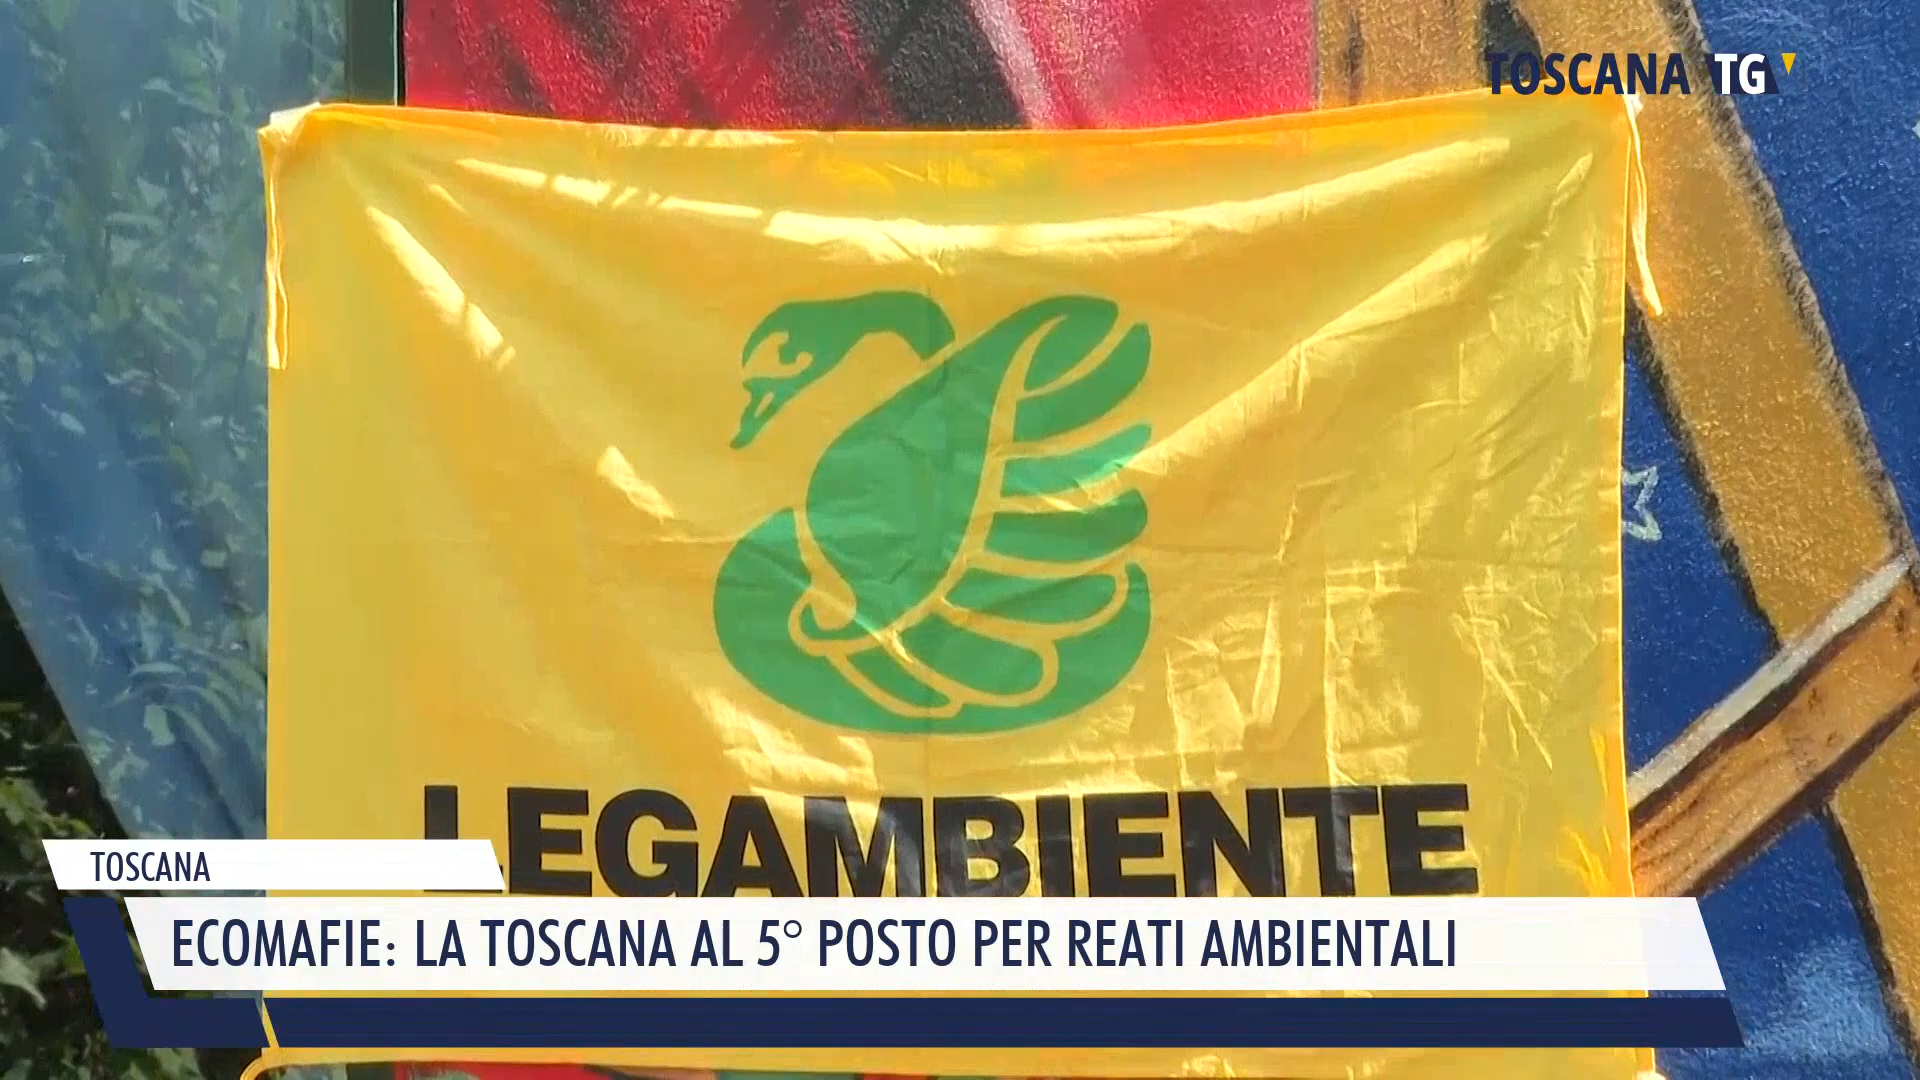 TOSCANA TG
LEGAMBIENTE
TOSCANA
ECOMAFIE: LA TOSCANA AL 5° POSTO PER REATI AMBIENTALI